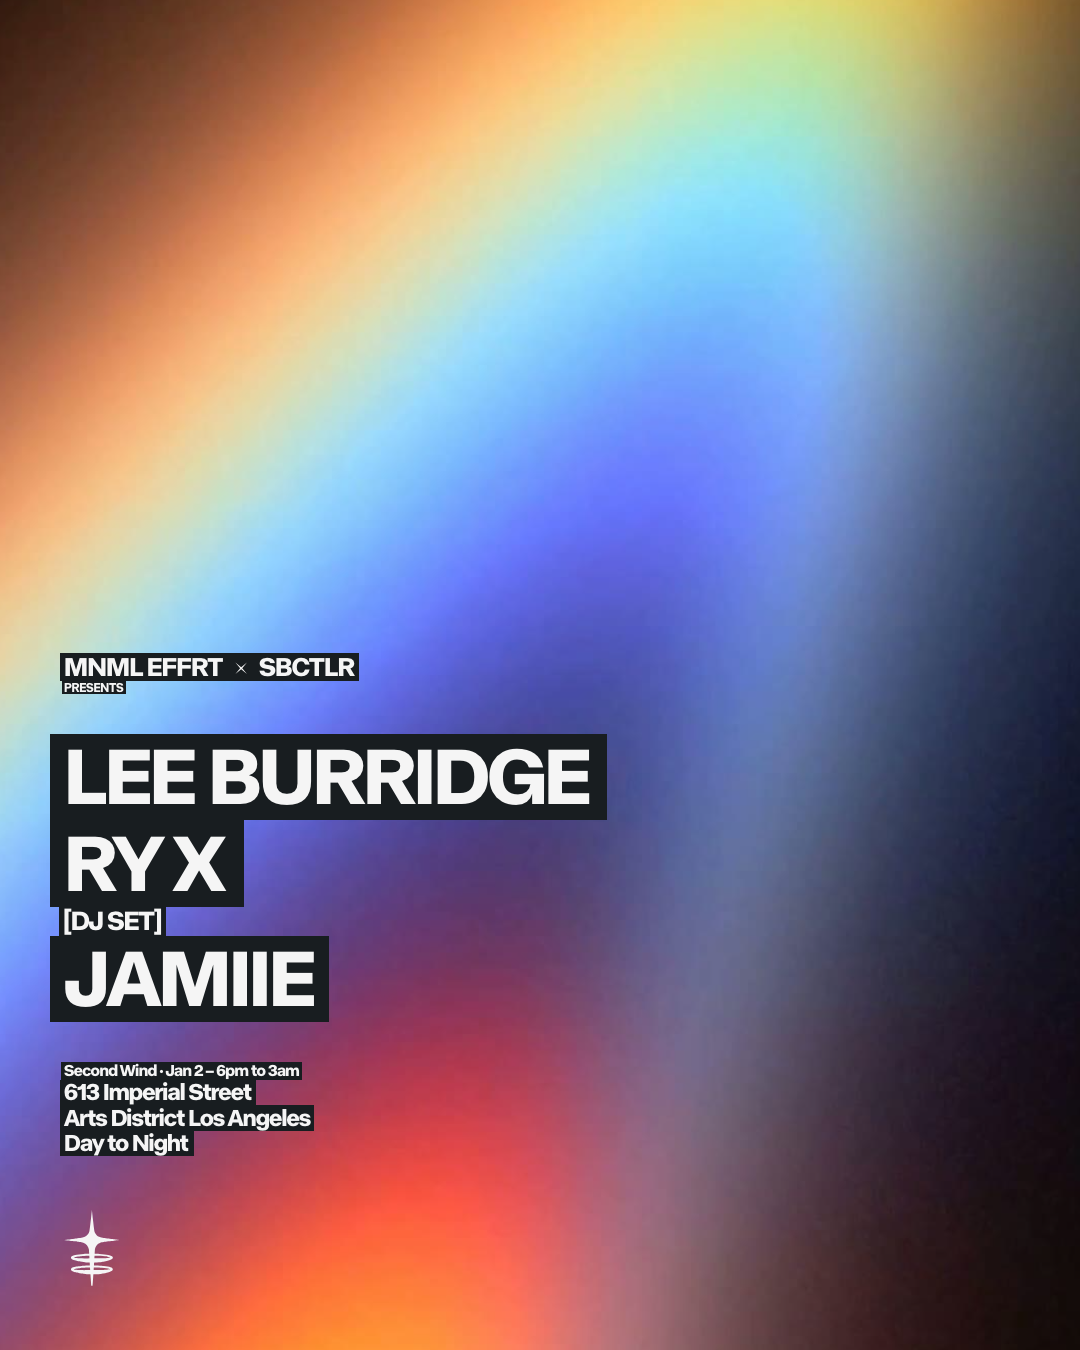 MNML EFFRT × SBCTLR
PRESENTS
LEE BURRIDGE
RY X
[DJ SET]
JAMIIE
Second Wind · Jan 2 – 6pm to 3am
613 Imperial Street
Arts District Los Angeles
Day to Night